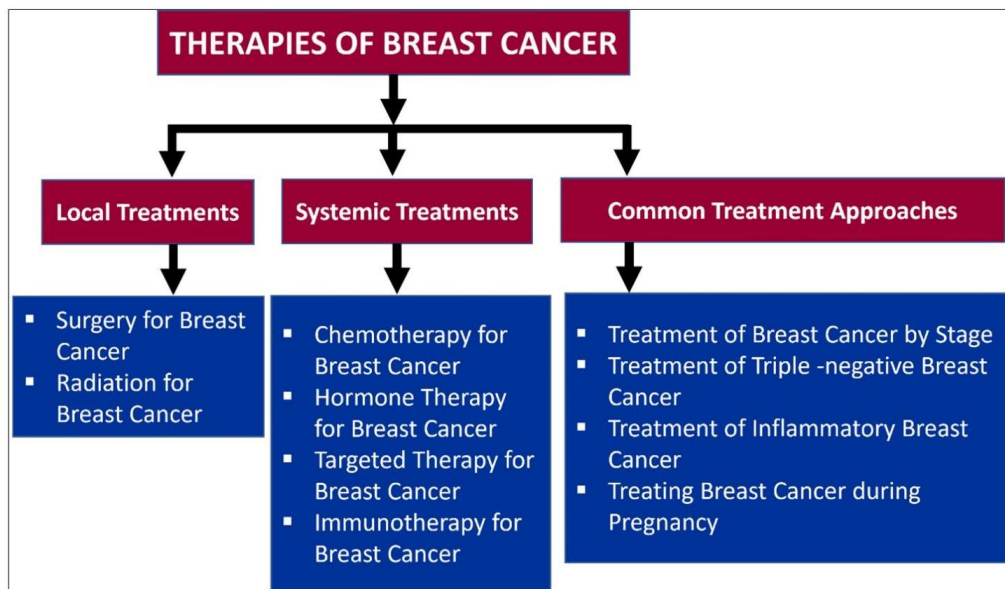 THERAPIES OF BREAST CANCER
Local Treatments
▪ Surgery for Breast
Cancer
▪ Radiation for
Breast Cancer
Systemic Treatments
▪ Chemotherapy for
Breast Cancer
▪ Hormone Therapy
for Breast Cancer
▪ Targeted Therapy for
Breast Cancer
▪ Immunotherapy for
Breast Cancer
Common Treatment Approaches
▪ Treatment of Breast Cancer by Stage
▪ Treatment of Triple -negative Breast
Cancer
▪ Treatment of Inflammatory Breast
Cancer
▪ Treating Breast Cancer during
Pregnancy